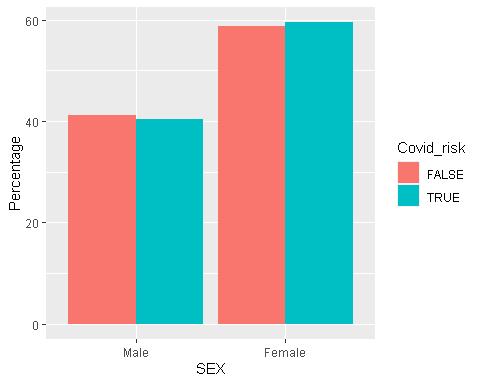 60
40
20
0
Percentage
Male
Female
SEX
Covid_risk
FALSE
TRUE